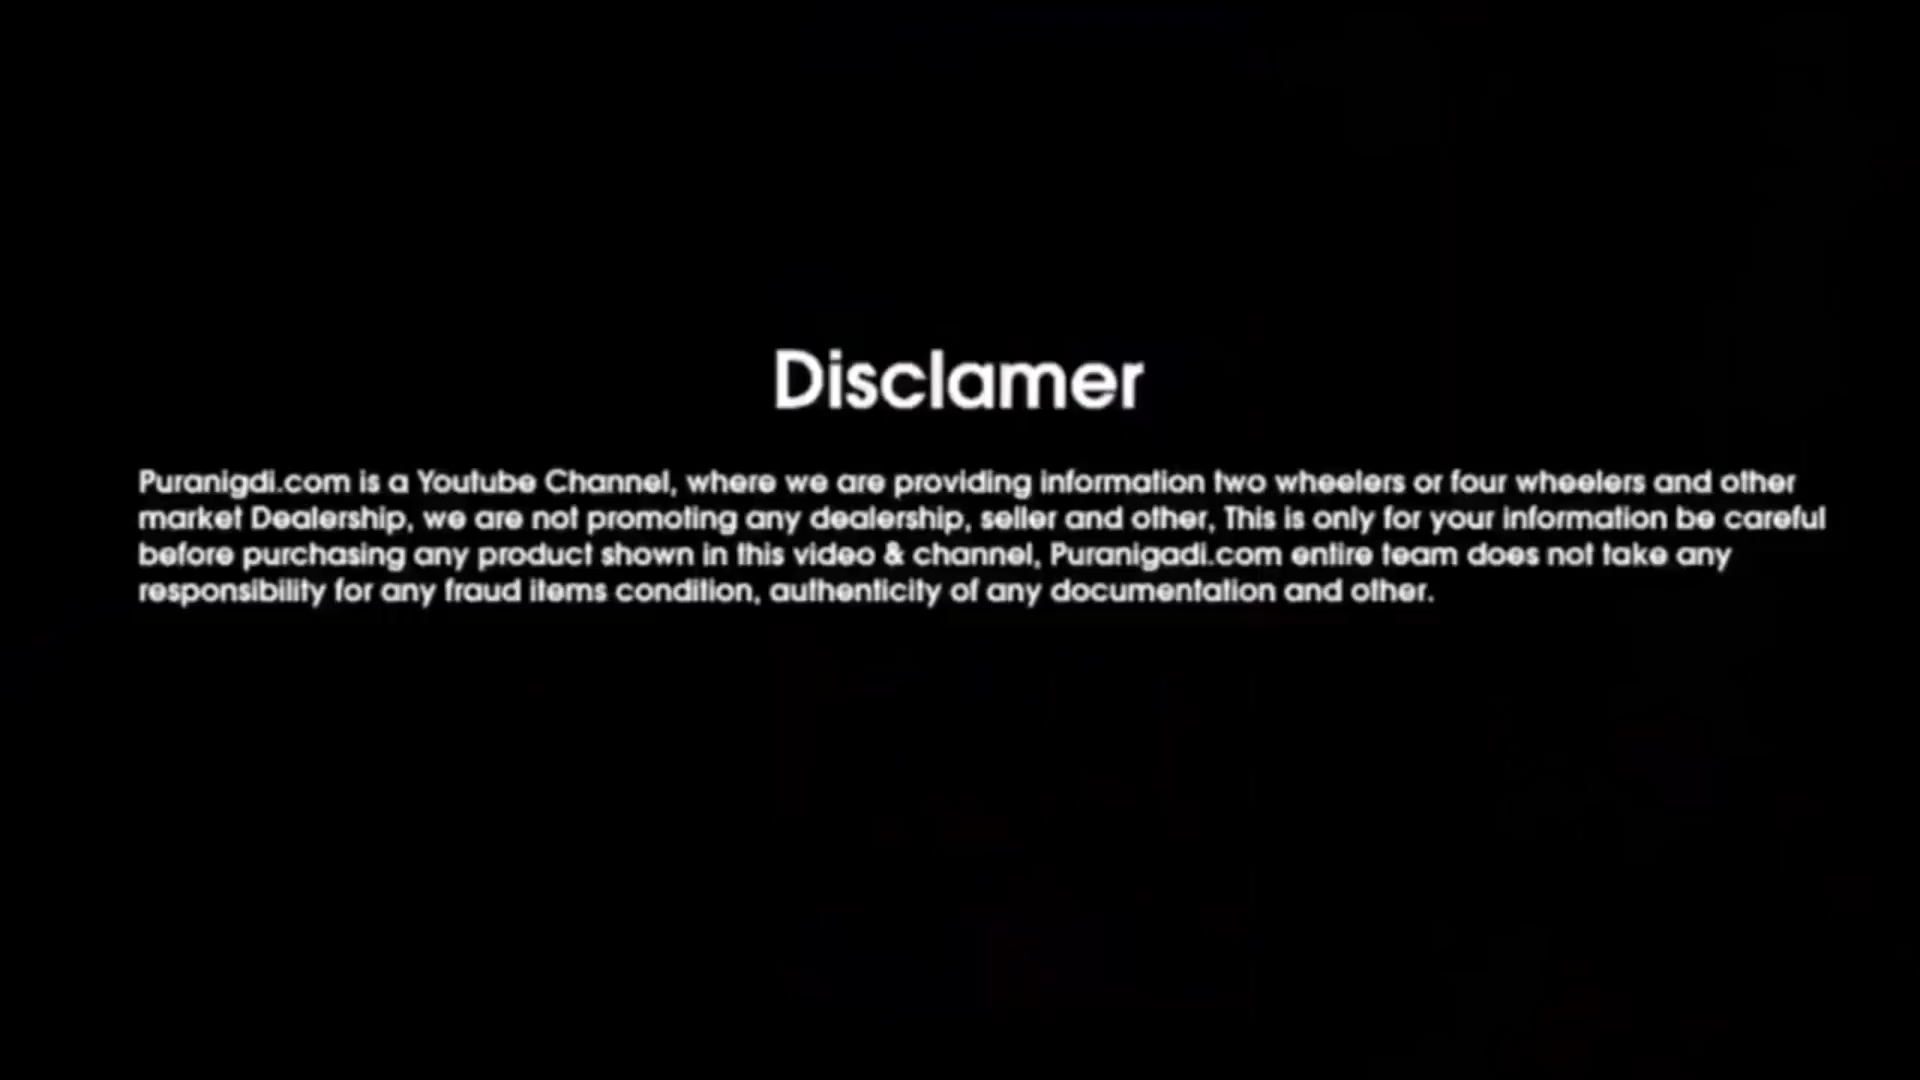 Disclamer
Puranigdi.com is a Youtube Channel, where we are providing information two wheelers or four wheelers and other
market Dealership, we are not promoting any dealership, seller and other, This is only for your information be careful
before purchasing any product shown in this video & channel, Puranigadi.com entire team does not take any
responsibility for any fraud items condition, authenticity of any documentation and other.